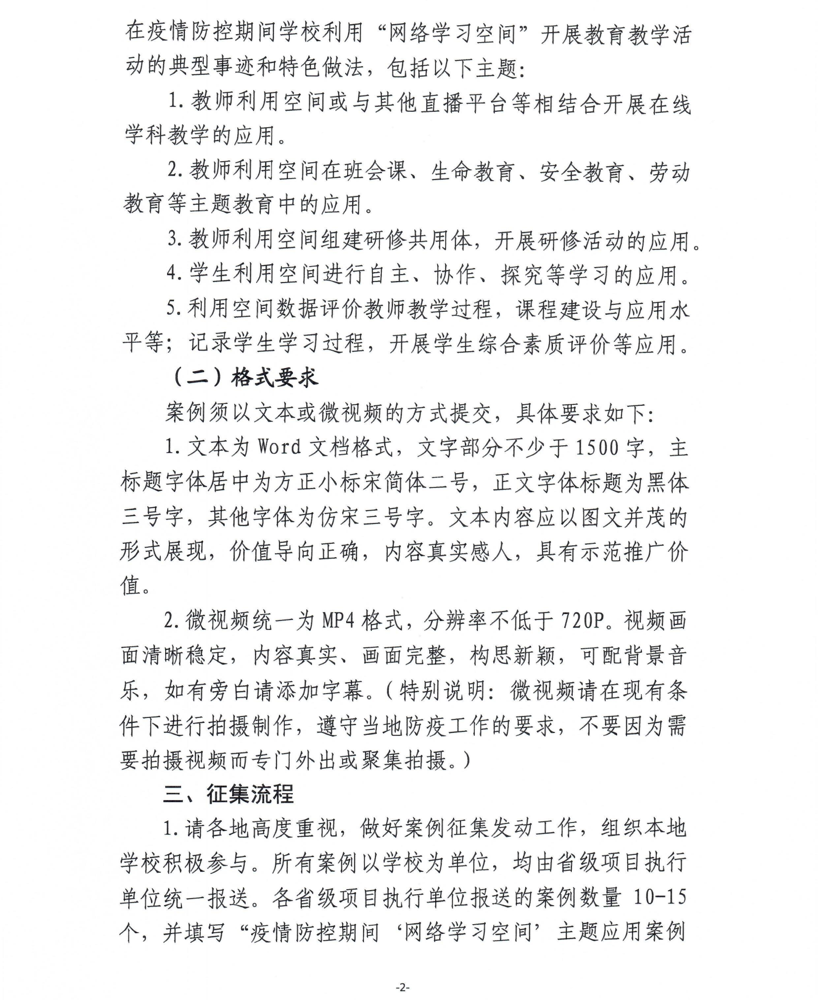 在疫情防控期间学校利用“网络学习空间”开展教育教学活
动的典型事迹和特色做法，包括以下主题：
1.教师利用空间或与其他直播平台等相结合开展在线
学科教学的应用。
2.教师利用空间在班会课、生命教育、安全教育、劳动
教育等主题教育中的应用。
3.教师利用空间组建研修共用体，开展研修活动的应用。
4.学生利用空间进行自主、协作、探究等学习的应用。
5.利用空间数据评价教师教学过程，课程建设与应用水
平等；记录学生学习过程，开展学生综合素质评价等应用。
（二）格式要求
案例须以文本或微视频的方式提交，具体要求如下：
1.文本为 Word 文档格式，文字部分不少于 1500 字，主
标题字体居中为方正小标宋简体二号，正文字体标题为黑体
三号字，其他字体为仿宋三号字。文本内容应以图文并茂的
形式展现，价值导向正确，内容真实感人，具有示范推广价
值。
2.微视频统一为 MP4 格式，分辨率不低于 720P。视频画
面清晰稳定，内容真实、画面完整，构思新颖，可配背景音
乐，如有旁白请添加字幕。（特别说明：微视频请在现有条
件下进行拍摄制作，遵守当地防疫工作的要求，不要因为需
要拍摄视频而专门外出或聚集拍摄。）
三、征集流程
1.请各地高度重视，做好案例征集发动工作，组织本地
学校积极参与。所有案例以学校为单位，均由省级项目执行
单位统一报送。各省级项目执行单位报送的案例数量 10-15
个，并填写“疫情防控期间‘网络学习空间’主题应用案例
-2-